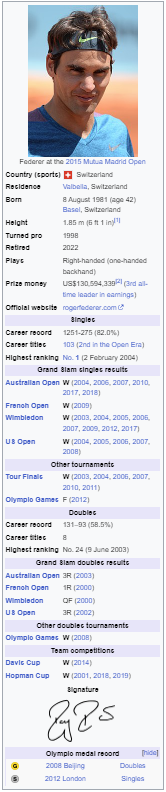 Federer at the 2015 Mutua Madrid Open
Country (sports) Switzerland
Residence Valbella, Switzerland
Born 8 August 1981 (age 42)
Basel, Switzerland
Height 1.85 m (6 ft 1 in)[1]
Turned pro 1998
Retired 2022
Plays Right-handed (one-handed
backhand)
Prize money US$130,594,339[2] (3rd all-
time leader in earnings)
Official website rogerfederer.com
Singles
Career record 1251-275 (82.0%)
Career titles 103 (2nd in the Open Era)
Highest ranking No. 1 (2 February 2004)
Grand Slam singles results
Australian Open W (2004, 2006, 2007, 2010,
2017, 2018)
French Open W (2009)
Wimbledon W (2003, 2004, 2005, 2006,
2007, 2009, 2012, 2017)
US Open W (2004, 2005, 2006, 2007,
2008)
Other tournaments
Tour Finals W (2003, 2004, 2006, 2007,
2010, 2011)
Olympic Games F (2012)
Doubles
Career record 131–93 (58.5%)
Career titles 8
Highest ranking No. 24 (9 June 2003)
Grand Slam doubles results
Australian Open 3R (2003)
French Open 1R (2000)
Wimbledon QF (2000)
US Open 3R (2002)
Other doubles tournaments
Olympic Games W (2008)
Team competitions
Davis Cup W (2014)
Hopman Cup W (2001, 2018, 2019)
Signature
Olympic medal record [hide]
G 2008 Beijing Doubles
S 2012 London Singles